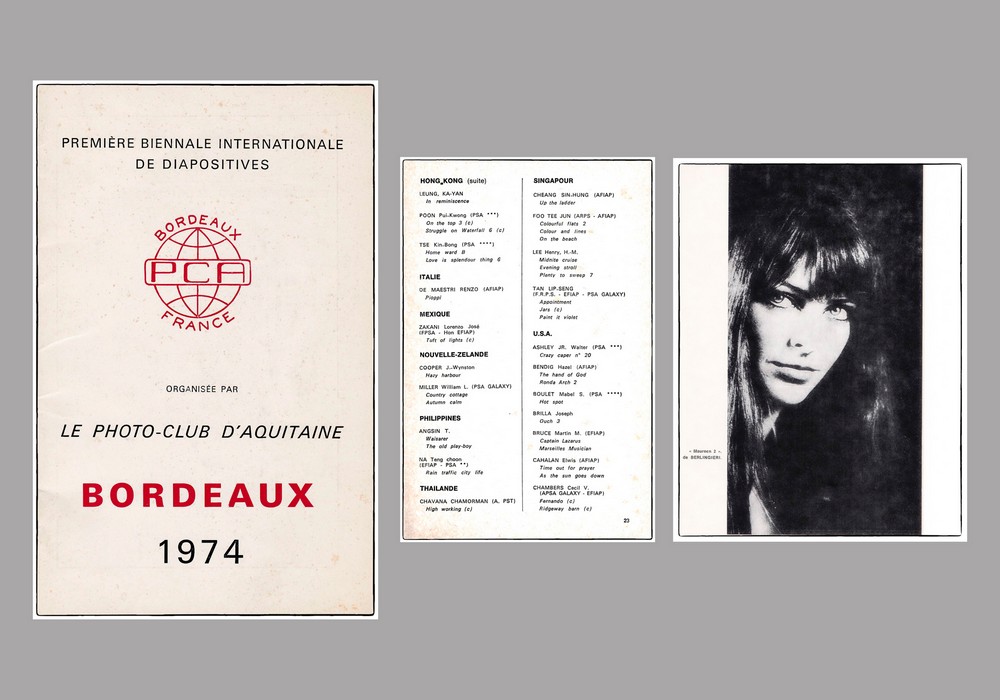 PREMIÈRE BIENNALE INTERNATIONALE
DE DIAPOSITIVES
BORDEAUX
PCA
FRANCE
ORGANISÉE PAR
LE PHOTO-CLUB D'AQUITAINE
BORDEAUX
1974
HONG KONG (suite)
LEUNG, KA-YAN
In reminiscence
POON Pui-Kwong (PSA ***)
On the top 3 (c)
Struggle on Waterfall 6 (c)
TSE Kin-Bong (PSA ****)
Home ward B
Love is splendour thing 6
ITALIE
DE MAESTRI RENZO (AFIAP)
Pioppi
MEXIQUE
ZAKANI Lorenzo José
(FPSA - Hon EFIAP)
Tuft of lights (c)
NOUVELLE-ZELANDE
COOPER J.-Wynston
Hazy harbour
MILLER William L. (PSA GALAXY)
Country cottage
Autumn calm
PHILIPPINES
ANGSIN T.
Waisarer
The old play-boy
NA Teng choon
(EFIAP - PSA **)
Rain traffic city life
THAILANDE
CHAVANA CHAMORMAN (A. PST)
High working (c)
SINGAPOUR
CHEANG SIN-HUNG (AFIAP)
Up the ladder
FOO TEE JUN (ARPS - AFIAP)
Colourful flats 2
Colour and lines
On the beach
LEE Henry, H.-M.
Midnite cruise
Evening stroll
Plenty to sweep 7
TAN LIP-SENG
(F.R.P.S. - EFIAP - PSA GALAXY)
Appointment
Jars (c)
Paint it violet
U.S.A.
ASHLEY JR. Walter (PSA ***)
Crazy caper n° 20
BENDIG Hazel (AFIAP)
The hand of God
Ronda Arch 2
BOULET Mabel S. (PSA ****)
Hot spot
BRILLA Joseph
Ouch 3
BRUCE Martin M. (EFIAP)
Captain Lazarus
Marseilles Musician
CAHALAN Elwis (AFIAP)
Time out for prayer
As the sun goes down
CHAMBERS Cecil V.
(APSA GALAXY - EFIAP)
Fernando (c)
Ridgeway barn (c)
23
« Maureen 2 »,
de BERLINGIERI.